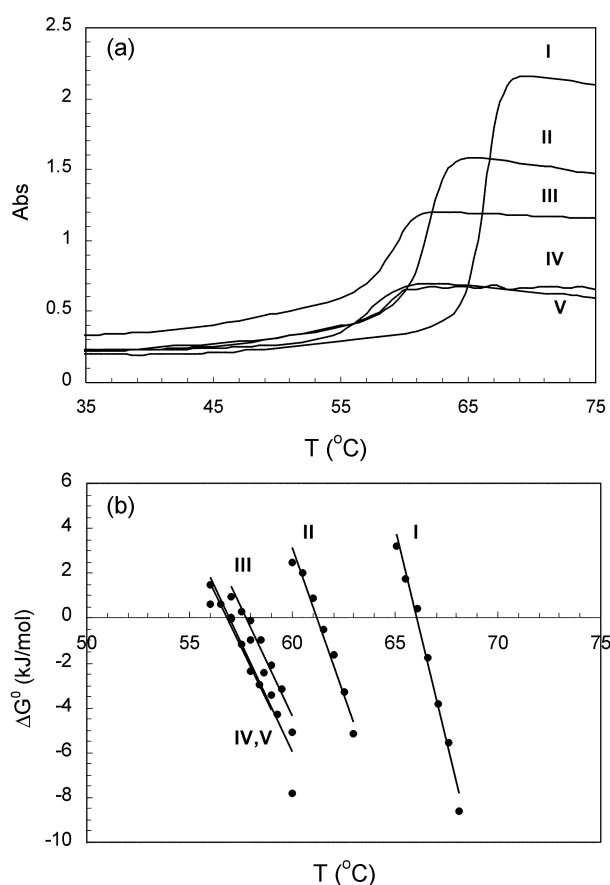 (a)
2.5
2
1.5
1
0.5
0
Abs
I
II
III
IV
V
35 45 55 65 75
T (°C)
(b)
6
4
2
0
-2
-4
-6
-8
-10
ΔG⁰ (kJ/mol)
III II I
50 55 60 65 70 75
IV,V
T (°C)